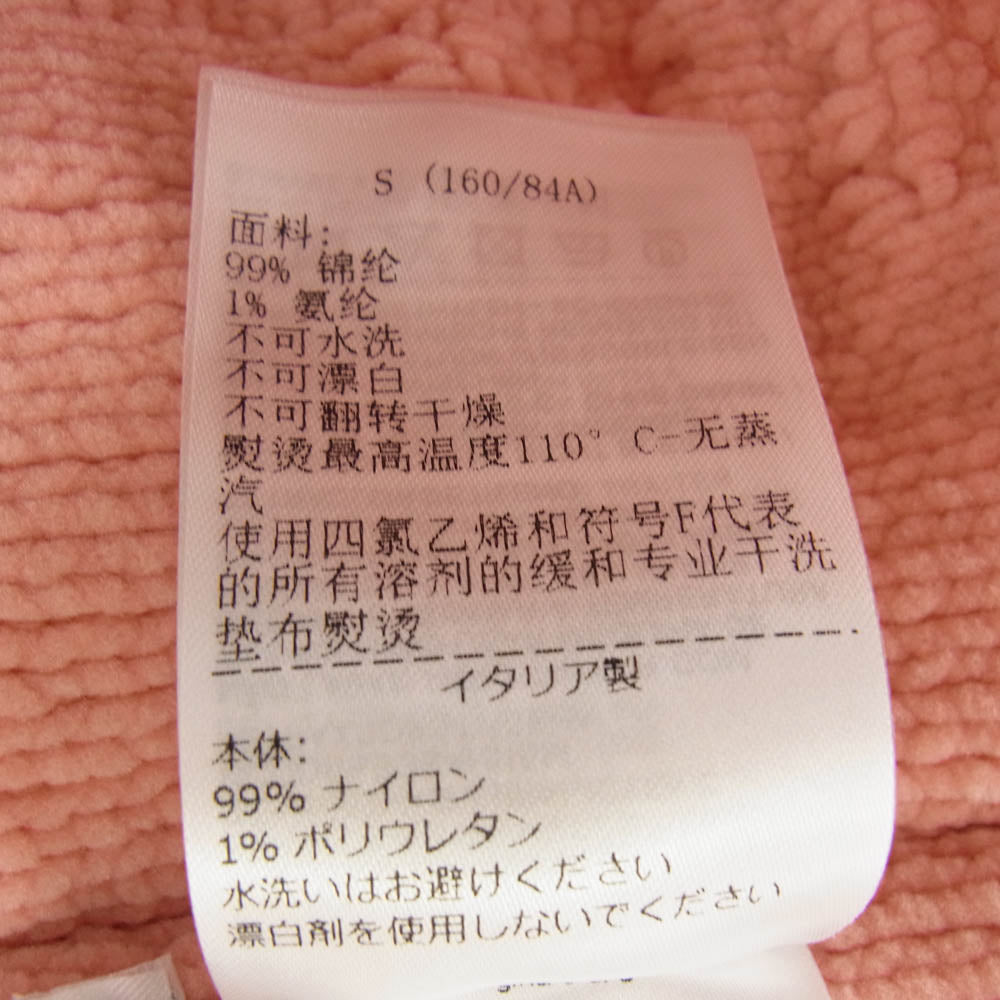 S (160/84A)
面料:
99% 锦纶
1% 氨纶
不可水洗
不可漂白
不可翻转干燥
熨烫最高温度110° C-无蒸
汽
使用四氯乙烯和符号F代表
的所有溶剂的缓和专业干洗
垫布熨烫
イタリア製
本体:
99% ナイロン
1% ポリウレタン
水洗いはお避けください
漂白剤を使用しないでください